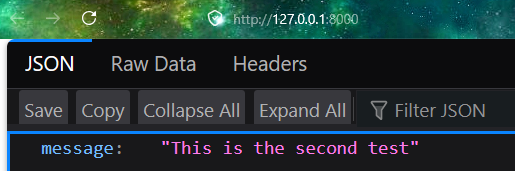 http://127.0.0.1:8000
JSON Raw Data Headers
Save Copy Collapse All Expand All Filter JSON
message: "This is the second test"